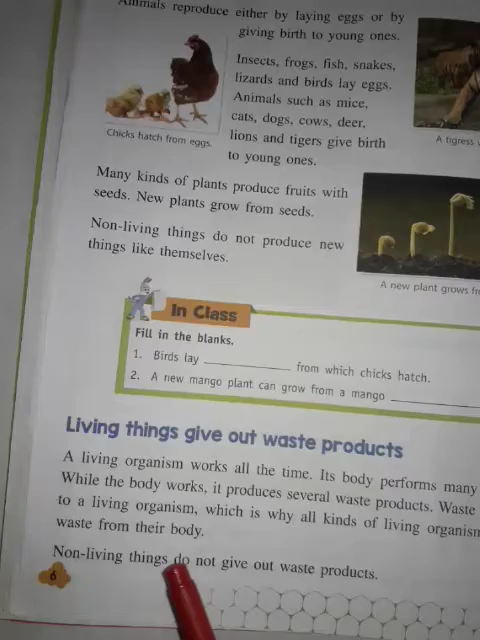 Animals reproduce either by laying eggs or by
giving birth to young ones.
Insects, frogs, fish, snakes,
lizards and birds lay eggs.
Animals such as mice,
cats, dogs, cows, deer,
lions and tigers give birth
to young ones.
Chicks hatch from eggs.
A tigress
Many kinds of plants produce fruits with
seeds. New plants grow from seeds.
Non-living things do not produce new
things like themselves.
A new plant grows
In Class
Fill in the blanks.
1. Birds lay ____________ from which chicks hatch.
2. A new mango plant can grow from a mango ____________
Living things give out waste products
A living organism works all the time. Its body performs many
While the body works, it produces several waste products. Waste
to a living organism, which is why all kinds of living
waste from their body.
Non-living things do not give out waste products.
6